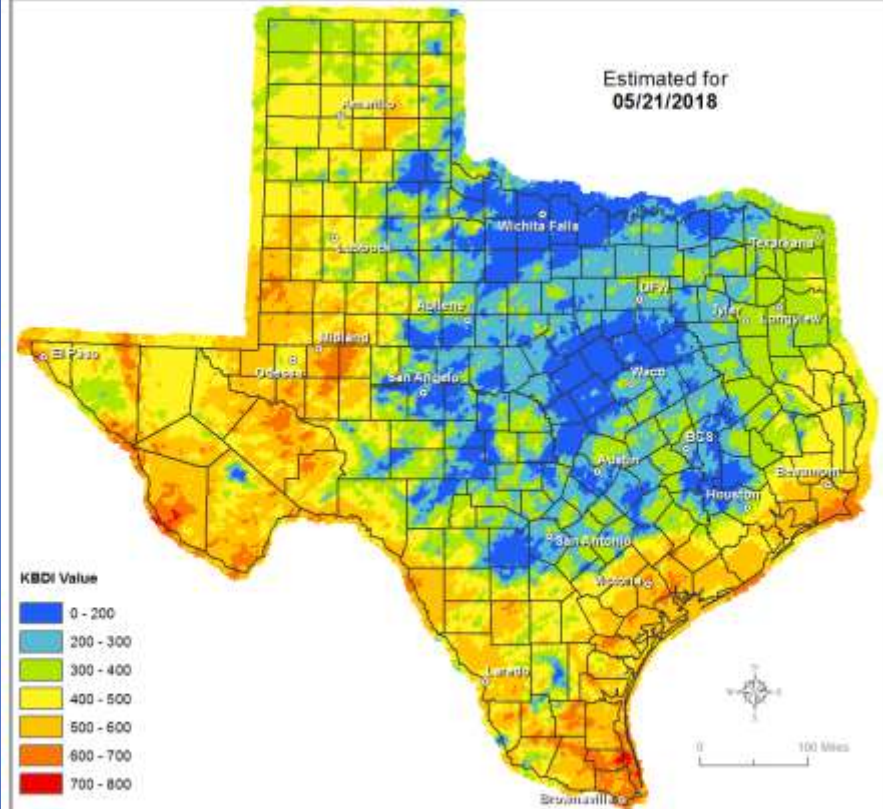 Estimated for
05/21/2018
Amarillo
Wichita Falls
Lubbock
Texarkana
DFW
Abilene
Tyler
Longview
Midland
El Paso
Odessa
San Angelo
Waco
BCS
Austin
Beaumont
Houston
San Antonio
Victoria
KBDI Value
0 - 200
200 - 300
300 - 400
400 - 500
500 - 600
600 - 700
700 - 800
Laredo
0 100 Miles
Brownsville